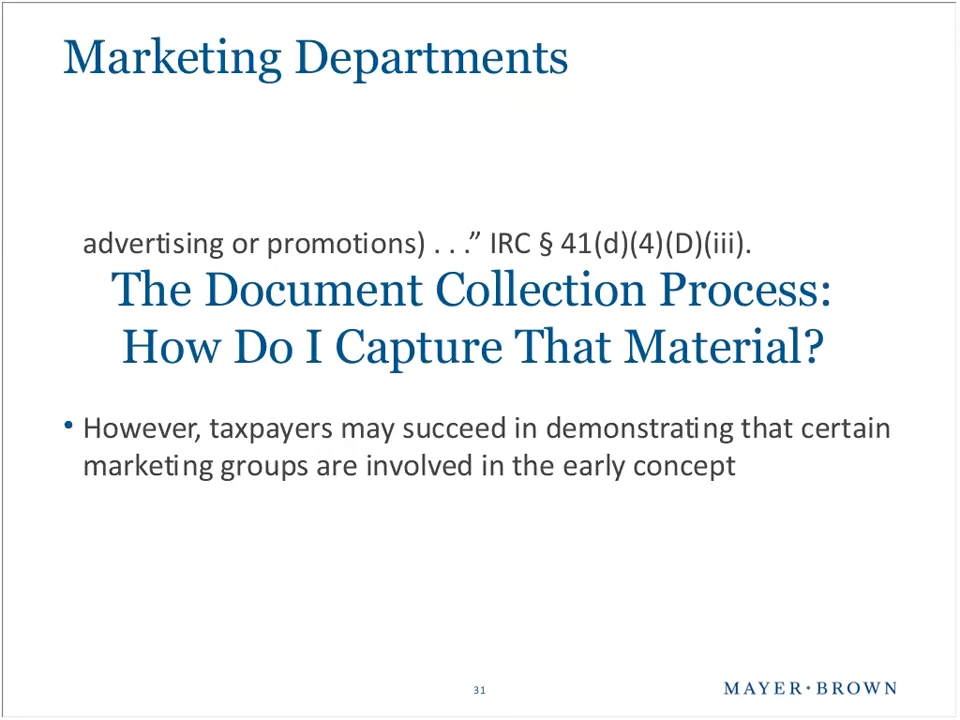 Marketing Departments
advertising or promotions) . . .” IRC § 41(d)(4)(D)(iii).
The Document Collection Process:
How Do I Capture That Material?
• However, taxpayers may succeed in demonstrating that certain
marketing groups are involved in the early concept
31
MAYER • BROWN